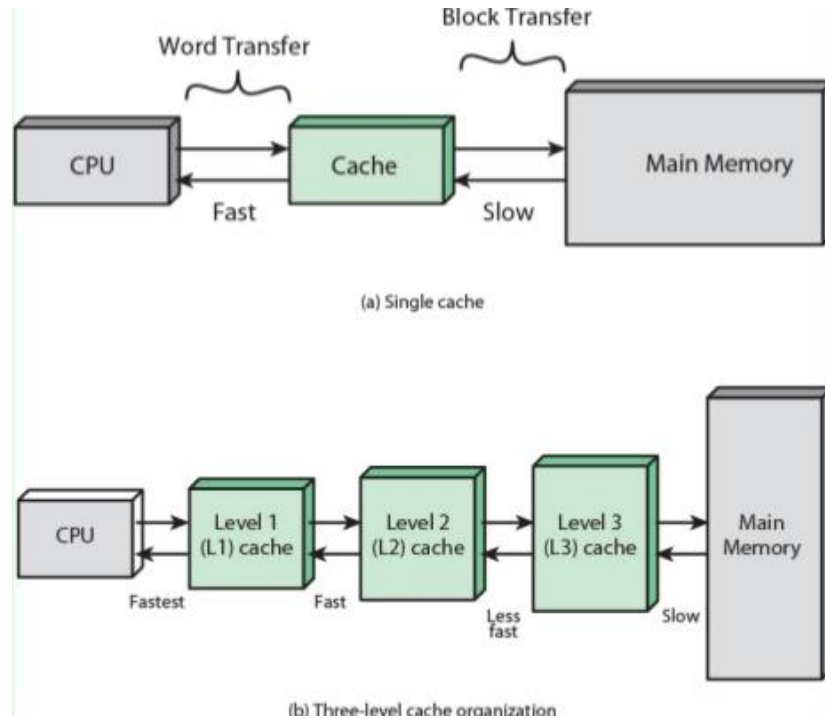 Block Transfer
Word Transfer
CPU
Cache
Main Memory
Fast
Slow
(a) Single cache
CPU
Level 1
(L1) cache
Level 2
(L2) cache
Level 3
(L3) cache
Main
Memory
Fastest
Fast
Less
fast
Slow
(b) Three-level cache organization